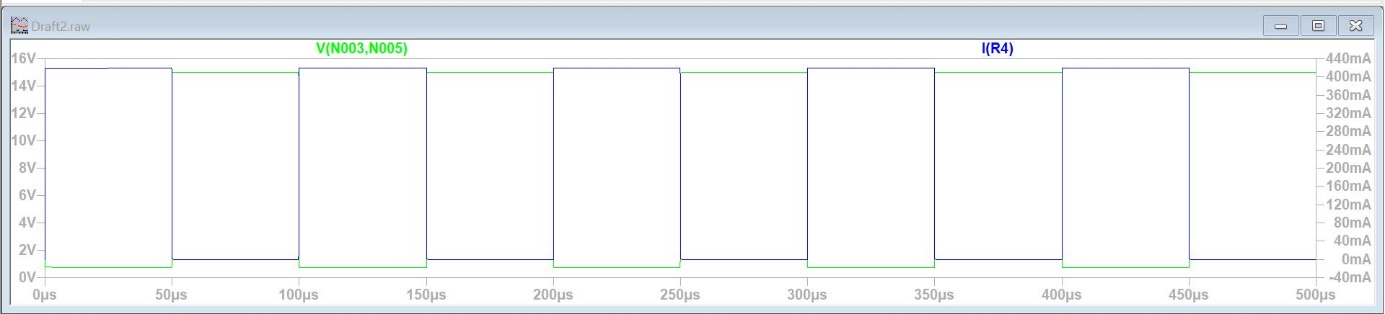 Draft2.raw
V(N003,N005) I(R4)
16V 440mA
14V 400mA
12V 360mA
10V 320mA
8V 280mA
6V 240mA
4V 200mA
2V 160mA
0V 120mA
80mA
40mA
0mA
-40mA
0µs 50µs 100µs 150µs 200µs 250µs 300µs 350µs 400µs 450µs 500µs